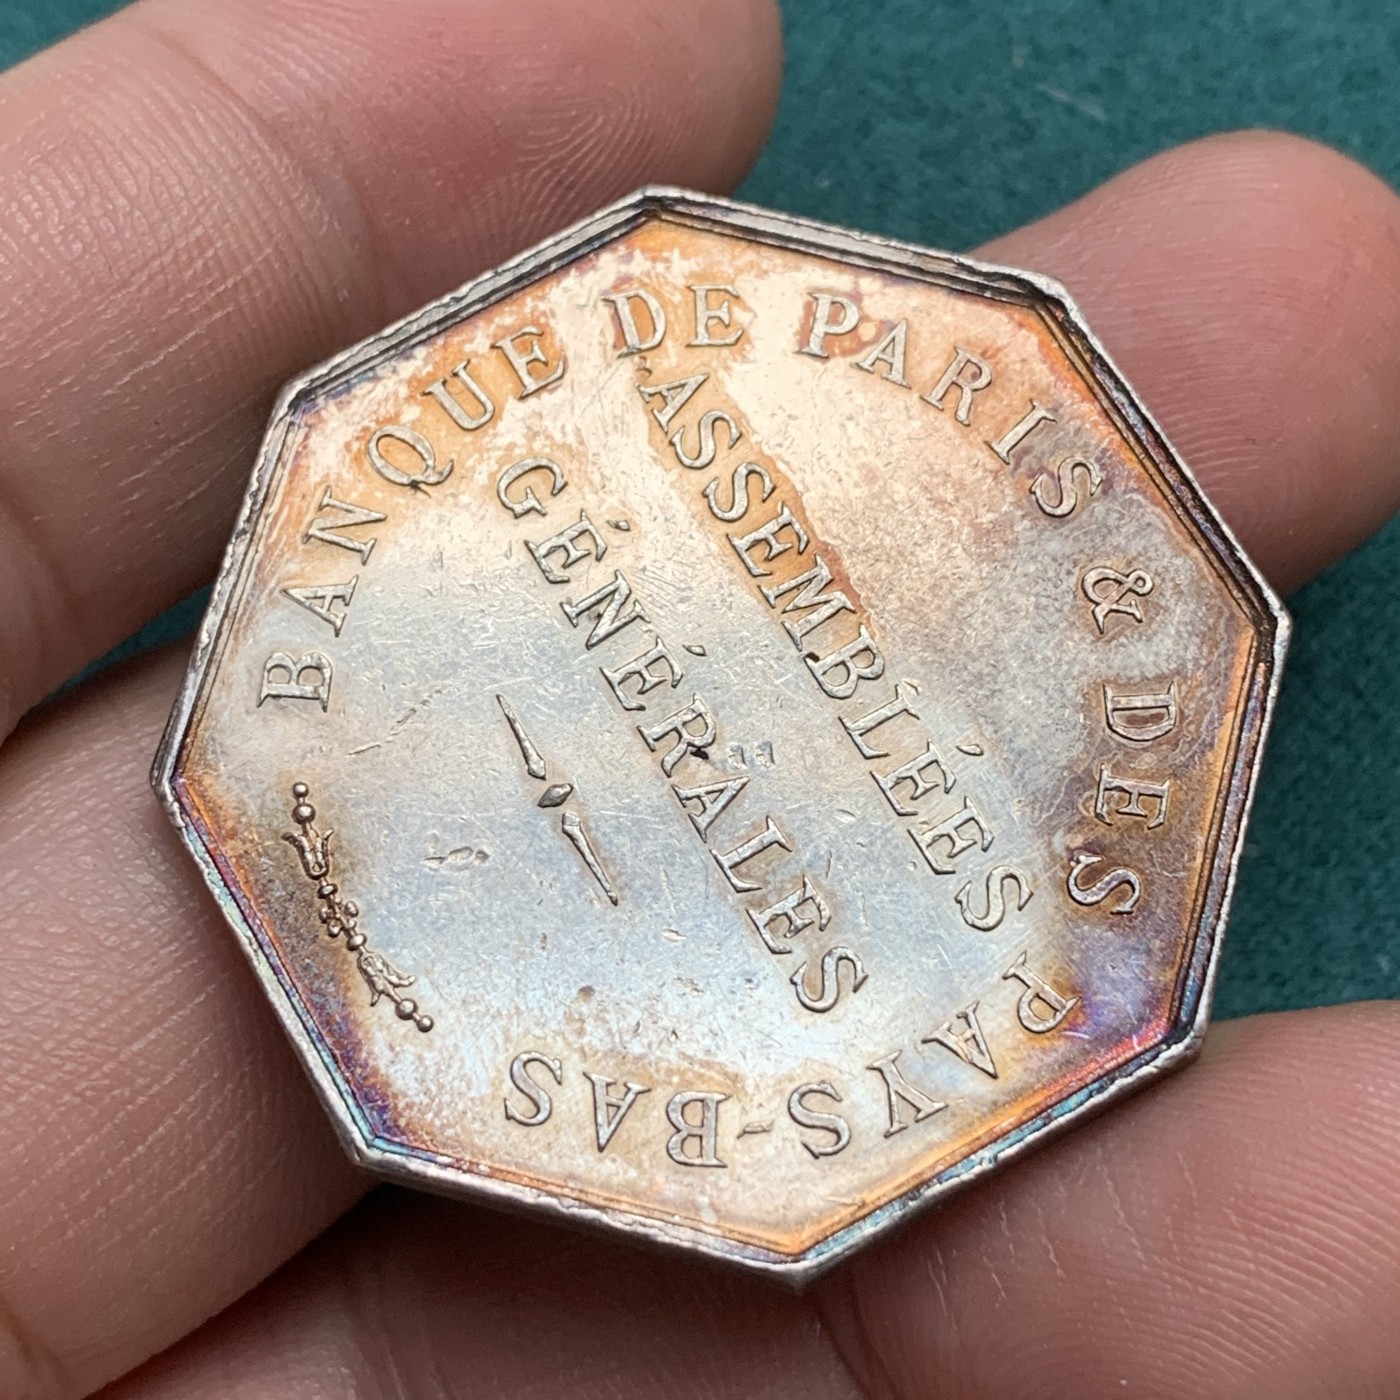 BANQUE DE PARIS & DES PAYS-BAS
ASSEMBLÉES
GÉNÉRALES